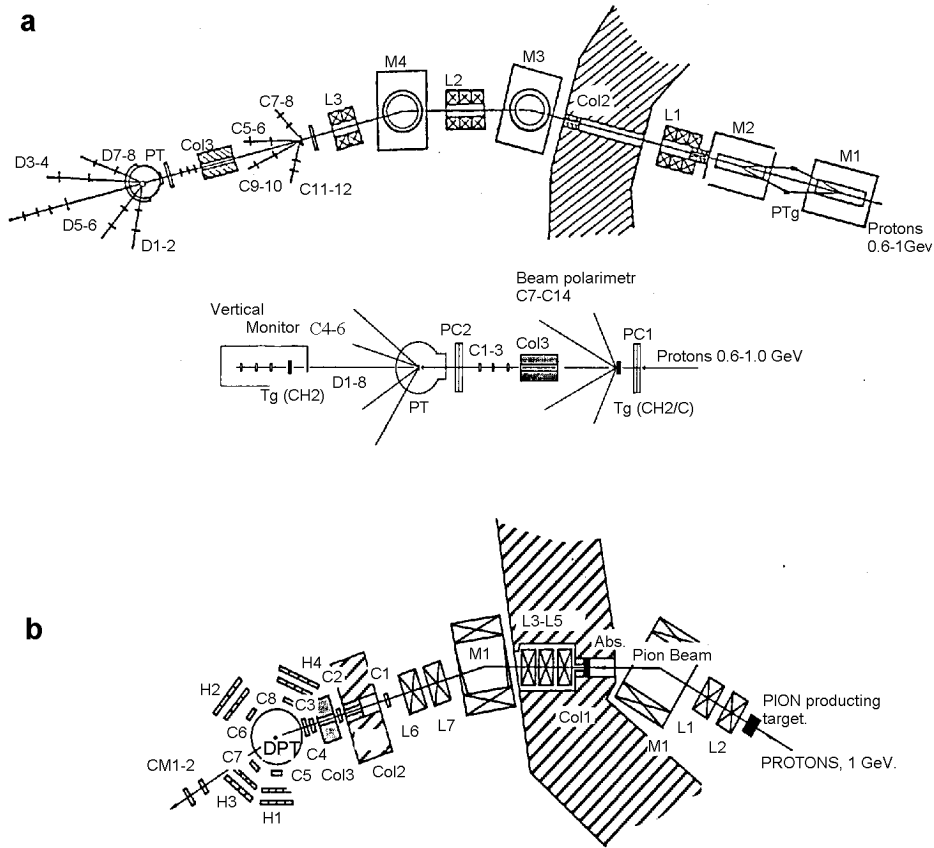 a
M4
M3
L2
L3
C7-8
C5-6
Col2
L1
M2
M1
D3-4
D7-8
PT
Col3
C9-10
C11-12
D5-6
D1-2
PTg
Protons
0.6-1Gev
Beam polarimetr
C7-C14
Vertical
Monitor
C4-6
PC2
C1-3
Col3
PC1
Protons 0.6-1.0 GeV
D1-8
Tg (CH2)
PT
Tg (CH2/C)
b
L3-L5
Abs.
Pion Beam
M1
H4
C2
C1
H2
C8
C3
C6
DPT
C4
L6
L7
Col1
M1
L1
L2
PION producting
target.
PROTONS, 1 GeV.
CM1-2
C7
C5
Col3
Col2
H3
H1